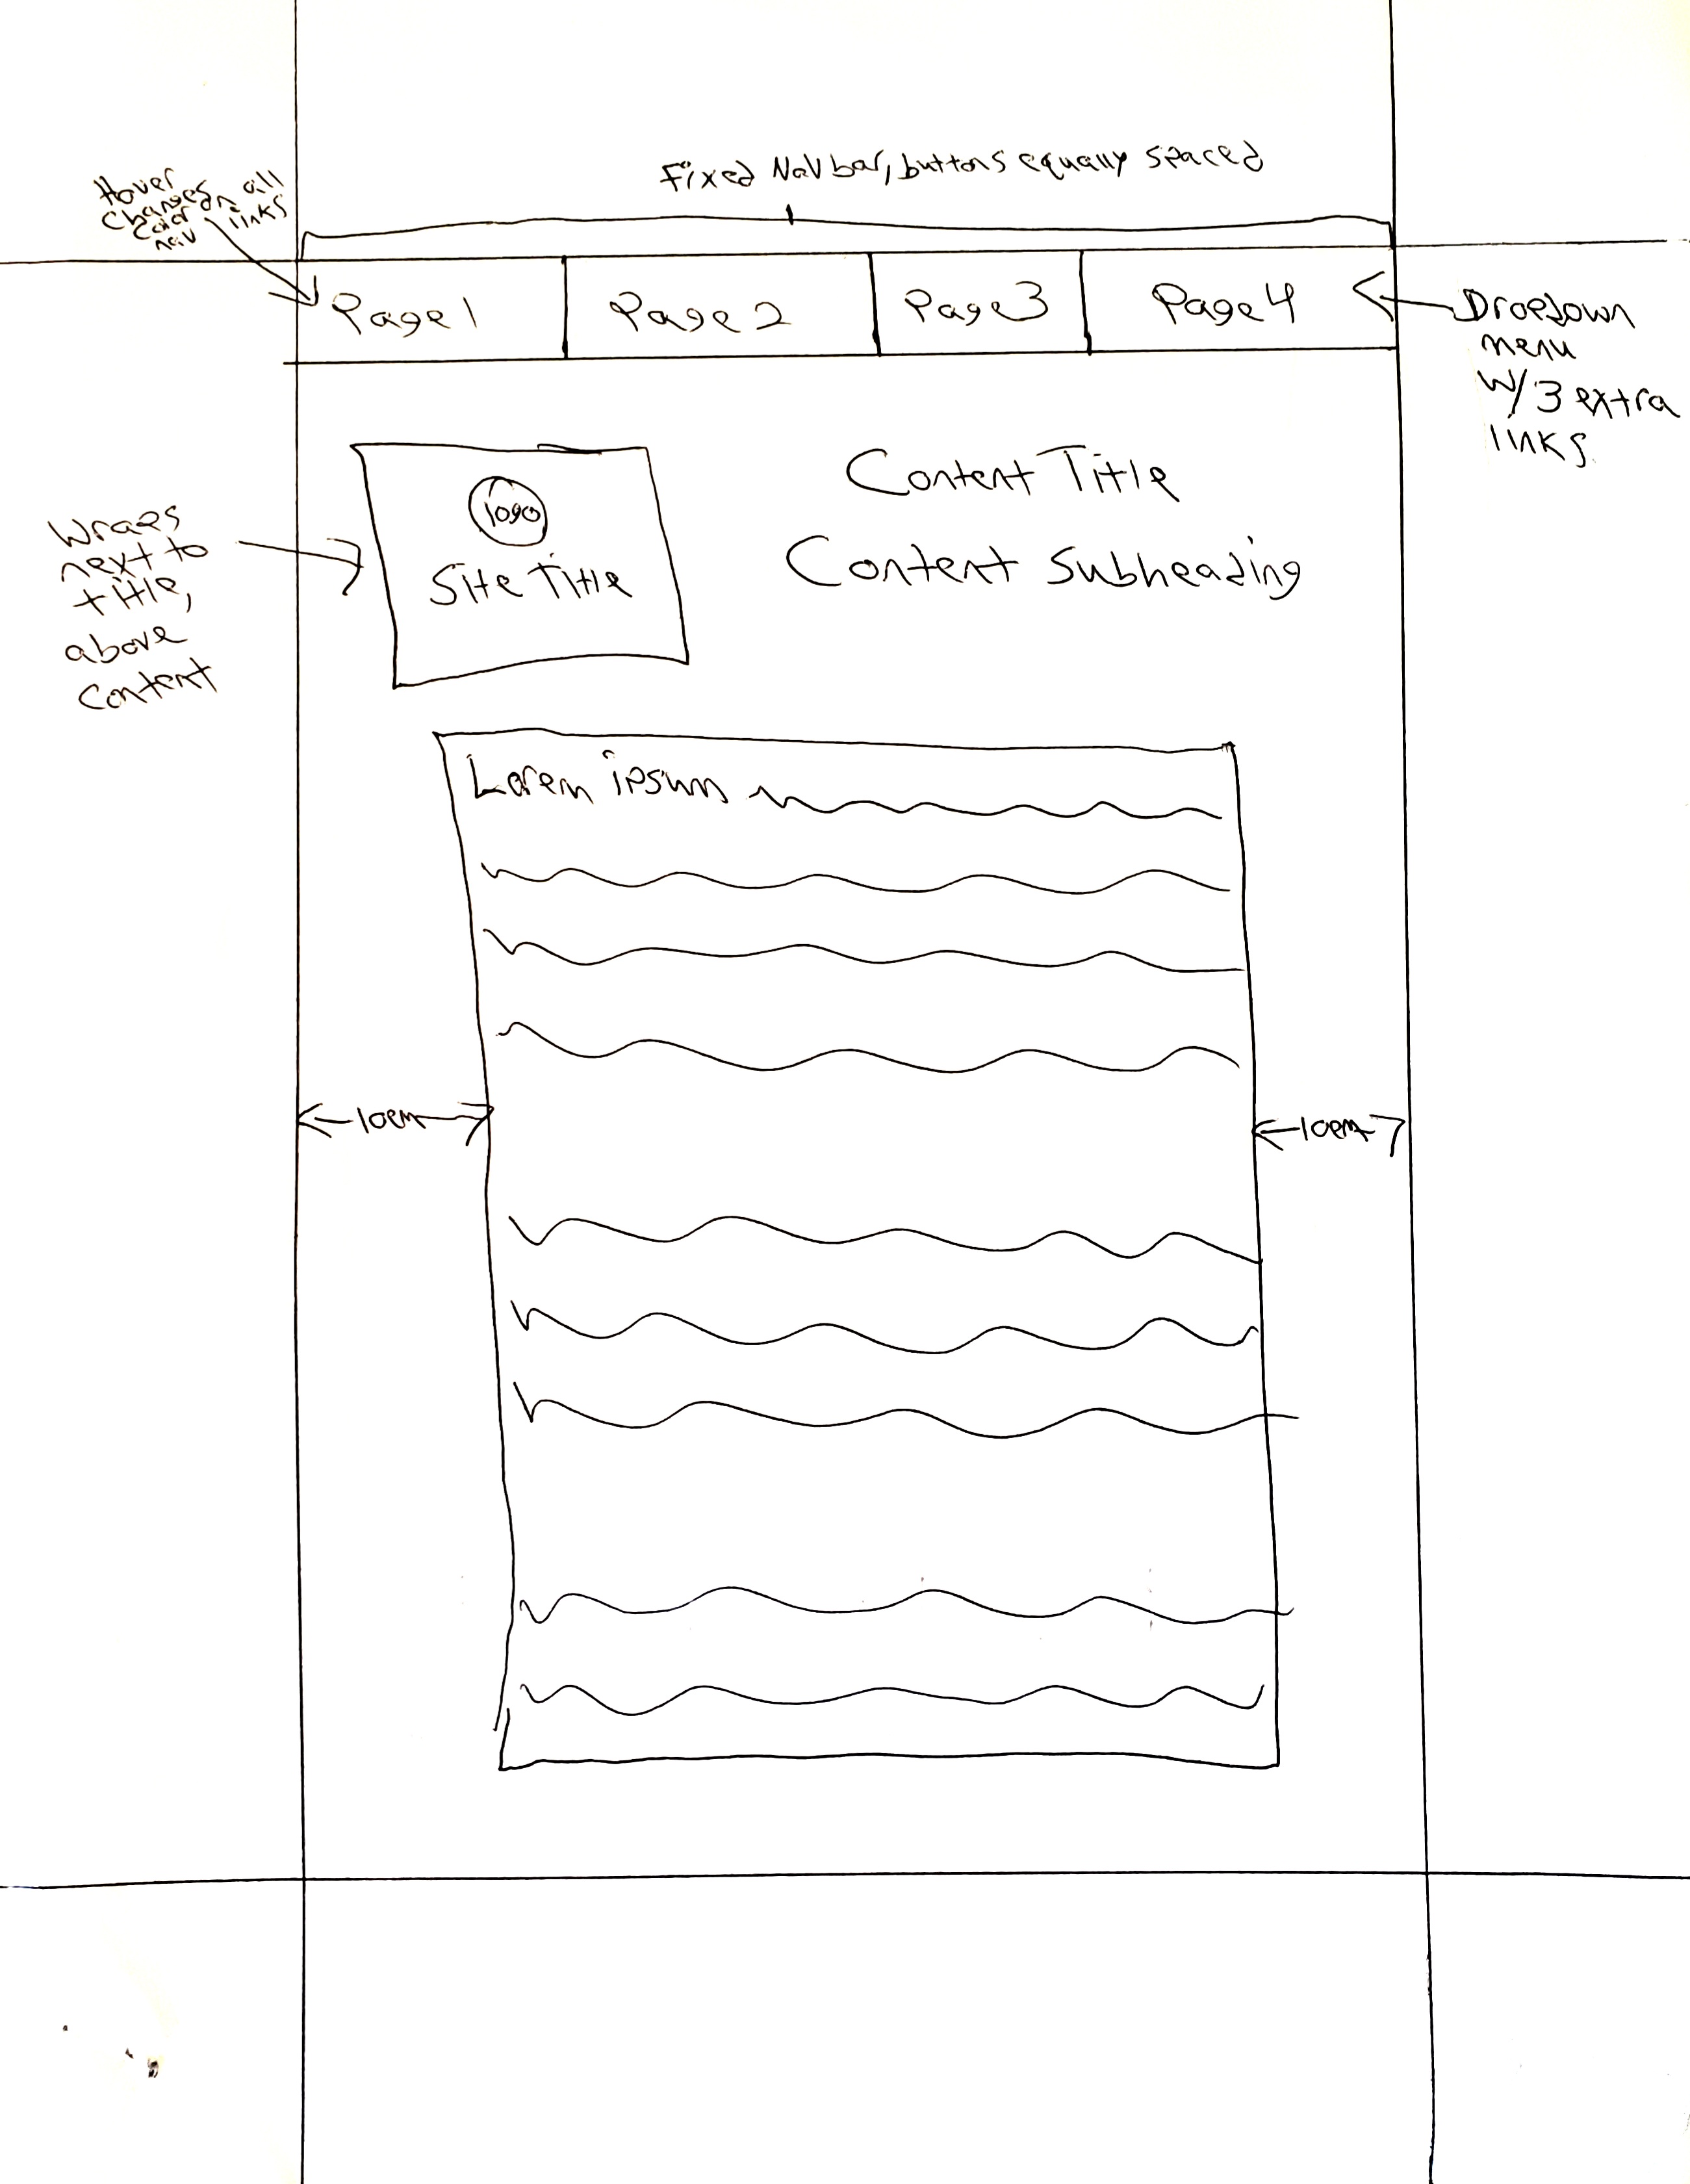 Fixed Navbar, buttons equally spaced
Hover
Changes
Color
nav
on all
links
Page 1
Page 2
Page 3
Page 4
Dropdown
menu
w/ 3 extra
links
Wraps
next to
title,
above
content
logo
Site Title
Content Title
Content Subheading
Lorem ipsum
10em
10em